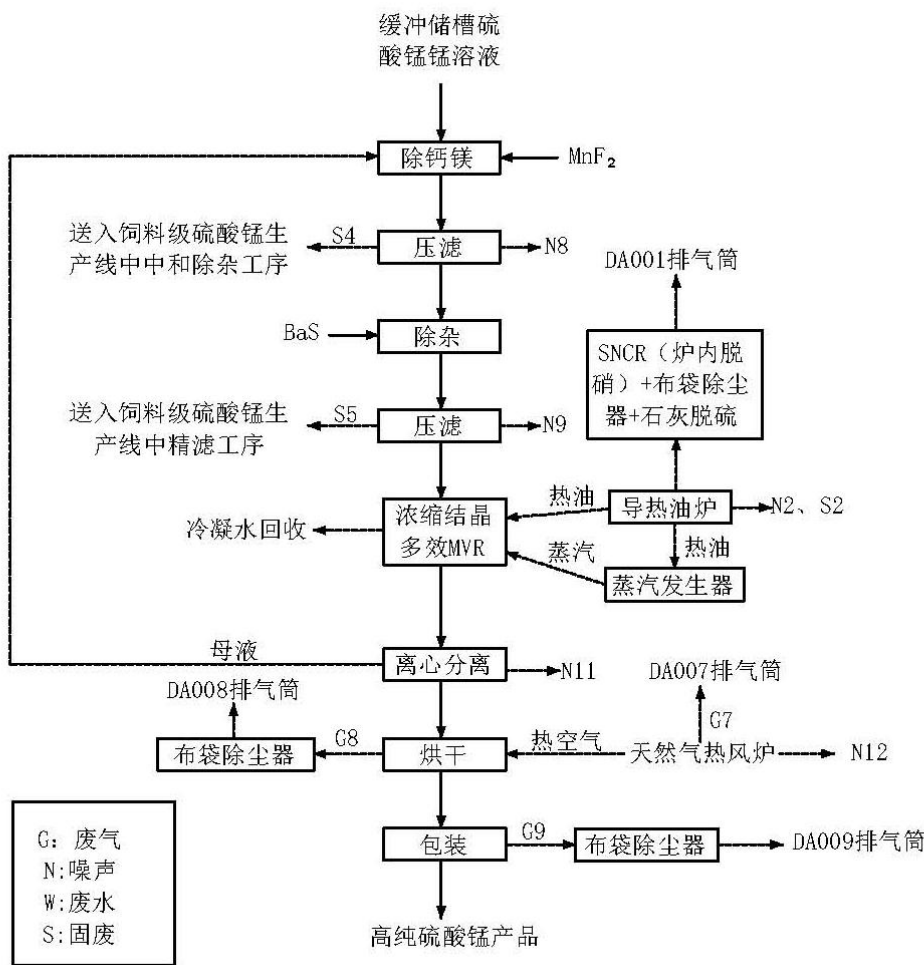 缓冲储槽硫
酸锰锰溶液
除钙镁
MnF₂
送入饲料级硫酸锰生
产线中中和除杂工序
S4
压滤
N8
DA001排气筒
BaS
除杂
SNCR（炉内脱
硝）+布袋除尘
器+石灰脱硫
送入饲料级硫酸锰生
产线中精滤工序
S5
压滤
N9
冷凝水回收
浓缩结晶
多效MVR
热油
导热油炉
N2、S2
热油
蒸汽
蒸汽发生器
母液
离心分离
N11
DA007排气筒
DA008排气筒
G7
布袋除尘器
G8
烘干
热空气
天然气热风炉
N12
G：废气
N:噪声
W:废水
S:固废
包装
G9
布袋除尘器
DA009排气筒
高纯硫酸锰产品